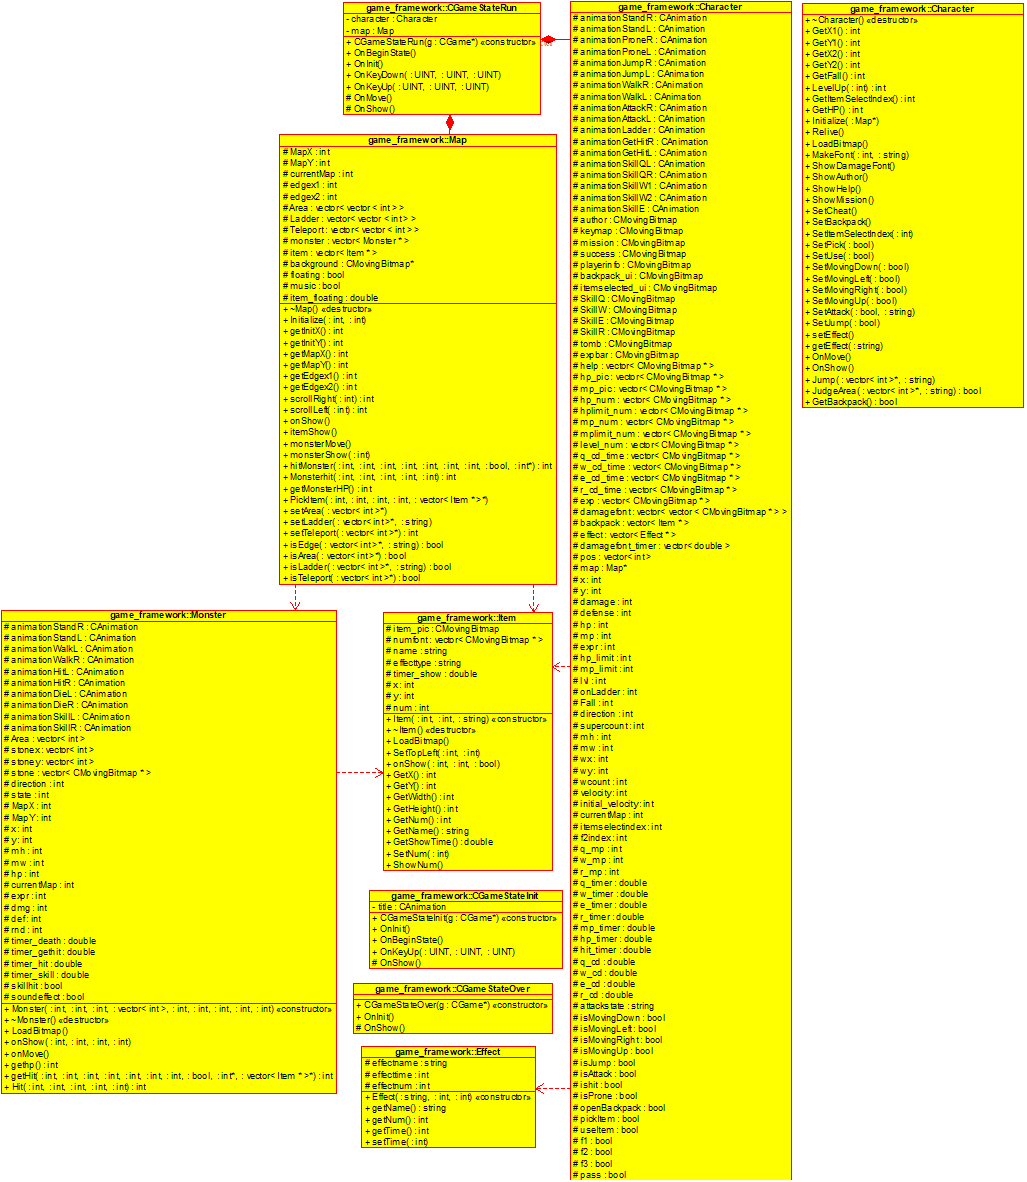 game_framework::CGameStateRun
- character : Character
- map : Map
+ CGameStateRun(g : CGame*) «constructor»
+ OnBeginState()
+ OnInit()
+ OnKeyDown( : UINT, : UINT, : UINT)
+ OnKeyUp( : UINT, : UINT, : UINT)
# OnMove()
# OnShow()
game_framework::Map
# MapX : int
# MapY : int
# currentMap : int
# edgex1 : int
# edgex2 : int
# Area : vector< vector < int > >
# Ladder : vector< vector < int > >
# Teleport : vector< vector < int > >
# monster : vector< Monster * >
# item : vector< Item * >
# background : CMovingBitmap*
# floating : bool
# music : bool
# item_floating : double
+ ~Map() «destructor»
+ Initialize( : int, : int)
+ getInitX() : int
+ getInitY() : int
+ getMapX() : int
+ getMapY() : int
+ getEdgex1() : int
+ getEdgex2() : int
+ scrollRight( : int) : int
+ scrollLeft( : int) : int
+ onShow()
+ itemShow()
+ monsterMove()
+ monsterShow( : int)
+ hitMonster( : int, : int, : int, : int, : int, : int, : int, : bool, : int*) : int
+ Monsterhit( : int, : int, : int, : int, : int) : int
+ getMonsterHP() : int
+ PickItem( : int, : int, : int, : int, : vector< Item * >*)
+ setArea( : vector< int >*)
+ setLadder( : vector< int >*, : string)
+ setTeleport( : vector< int >*) : int
+ isEdge( : vector< int >*, : string) : bool
+ isArea( : vector< int >*) : bool
+ isLadder( : vector< int >*, : string) : bool
+ isTeleport( : vector< int >*) : bool
game_framework::Monster
# animationStandR : CAnimation
# animationStandL : CAnimation
# animationWalkL : CAnimation
# animationWalkR : CAnimation
# animationHitL : CAnimation
# animationHitR : CAnimation
# animationDieL : CAnimation
# animationDieR : CAnimation
# animationSkillL : CAnimation
# animationSkillR : CAnimation
# Area : vector< int >
# stonex : vector< int >
# stoney : vector< int >
# stone : vector< CMovingBitmap * >
# direction : int
# state : int
# MapX : int
# MapY : int
# x : int
# y : int
# mh : int
# mw : int
# hp : int
# currentMap : int
# expr : int
# dmg : int
# def : int
# rnd : int
# timer_death : double
# timer_gethit : double
# timer_hit : double
# timer_skill : double
# skillhit : bool
# soundeffect : bool
+ Monster( : int, : int, : int, : vector< int >, : int, : int, : int, : int, : int) «constructor»
+ ~Monster() «destructor»
+ LoadBitmap()
+ onShow( : int, : int, : int, : int)
+ onMove()
+ gethp() : int
+ getHit( : int, : int, : int, : int, : int, : int, : int, : bool, : int*, : vector< Item * >*) : int
+ Hit( : int, : int, : int, : int, : int) : int
game_framework::Item
# item_pic : CMovingBitmap
# numfont : vector< CMovingBitmap * >
# name : string
# effecttype : string
# timer_show : double
# x : int
# y : int
# num : int
+ Item( : int, : int, : string) «constructor»
+ ~Item() «destructor»
+ LoadBitmap()
+ SetTopLeft( : int, : int)
+ onShow( : int, : int, : bool)
+ GetX() : int
+ GetY() : int
+ GetWidth() : int
+ GetHeight() : int
+ GetNum() : int
+ GetName() : string
+ GetShowTime() : double
+ SetNum( : int)
+ ShowNum()
game_framework::CGameStateInit
- title : CAnimation
+ CGameStateInit(g : CGame*) «constructor»
+ OnInit()
+ OnBeginState()
+ OnKeyUp( : UINT, : UINT, : UINT)
# OnShow()
game_framework::CGameStateOver
+ CGameStateOver(g : CGame*) «constructor»
+ OnInit()
# OnShow()
game_framework::Effect
# effectname : string
# effecttime : int
# effectnum : int
+ Effect( : string, : int, : int) «constructor»
+ getName() : string
+ getNum() : int
+ getTime() : int
+ setTime( : int)
game_framework::Character
# animationStandR : CAnimation
# animationStandL : CAnimation
# animationProneR : CAnimation
# animationProneL : CAnimation
# animationJumpR : CAnimation
# animationJumpL : CAnimation
# animationWalkR : CAnimation
# animationWalkL : CAnimation
# animationAttackR : CAnimation
# animationAttackL : CAnimation
# animationLadder : CAnimation
# animationGetHitR : CAnimation
# animationGetHitL : CAnimation
# animationSkillQL : CAnimation
# animationSkillQR : CAnimation
# animationSkillW1 : CAnimation
# animationSkillW2 : CAnimation
# animationSkillE : CAnimation
# author : CMovingBitmap
# keymap : CMovingBitmap
# mission : CMovingBitmap
# success : CMovingBitmap
# playerinfo : CMovingBitmap
# backpack_ui : CMovingBitmap
# itemselected_ui : CMovingBitmap
# SkillQ : CMovingBitmap
# SkillW : CMovingBitmap
# SkillE : CMovingBitmap
# SkillR : CMovingBitmap
# tomb : CMovingBitmap
# expbar : CMovingBitmap
# help : vector< CMovingBitmap * >
# hp_pic : vector< CMovingBitmap * >
# mp_pic : vector< CMovingBitmap * >
# hp_num : vector< CMovingBitmap * >
# hplimit_num : vector< CMovingBitmap * >
# mp_num : vector< CMovingBitmap * >
# mplimit_num : vector< CMovingBitmap * >
# level_num : vector< CMovingBitmap * >
# q_cd_time : vector< CMovingBitmap * >
# w_cd_time : vector< CMovingBitmap * >
# e_cd_time : vector< CMovingBitmap * >
# r_cd_time : vector< CMovingBitmap * >
# exp : vector< CMovingBitmap * >
# damagefont : vector< vector < CMovingBitmap * > >
# backpack : vector< Item * >
# effect : vector< Effect * >
# damagefont_timer : vector< double >
# pos : vector< int >
# map : Map*
# x : int
# y : int
# damage : int
# defense : int
# hp : int
# mp : int
# expr : int
# hp_limit : int
# mp_limit : int
# lvl : int
# onLadder : int
# Fall : int
# direction : int
# supercount : int
# mh : int
# mw : int
# wx : int
# wy : int
# wcount : int
# velocity : int
# initial_velocity : int
# currentMap : int
# itemselectindex : int
# f2index : int
# q_mp : int
# w_mp : int
# r_mp : int
# q_timer : double
# w_timer : double
# e_timer : double
# r_timer : double
# mp_timer : double
# hp_timer : double
# hit_timer : double
# q_cd : double
# w_cd : double
# e_cd : double
# r_cd : double
# attackstate : string
# isMovingDown : bool
# isMovingLeft : bool
# isMovingRight : bool
# isMovingUp : bool
# isJump : bool
# isAttack : bool
# ishit : bool
# isProne : bool
# openBackpack : bool
# pickItem : bool
# useItem : bool
# f1 : bool
# f2 : bool
# f3 : bool
# pass : bool
game_framework::Character
+ ~Character() «destructor»
+ GetX1() : int
+ GetY1() : int
+ GetX2() : int
+ GetY2() : int
+ GetFall() : int
+ LevelUp( : int) : int
+ GetItemSelectIndex() : int
+ GetHP() : int
+ Initialize( : Map*)
+ Relive()
+ LoadBitmap()
+ MakeFont( : int, : string)
+ ShowDamageFont()
+ ShowAuthor()
+ ShowHelp()
+ ShowMission()
+ SetCheat()
+ SetBackpack()
+ SetItemSelectIndex( : int)
+ SetPick( : bool)
+ SetUse( : bool)
+ SetMovingDown( : bool)
+ SetMovingLeft( : bool)
+ SetMovingRight( : bool)
+ SetMovingUp( : bool)
+ SetAttack( : bool, : string)
+ SetJump( : bool)
+ setEffect()
+ getEffect( : string)
+ OnMove()
+ OnShow()
+ Jump( : vector< int >*, : string)
+ JudgeArea( : vector< int >*, : string) : bool
+ GetBackpack() : bool